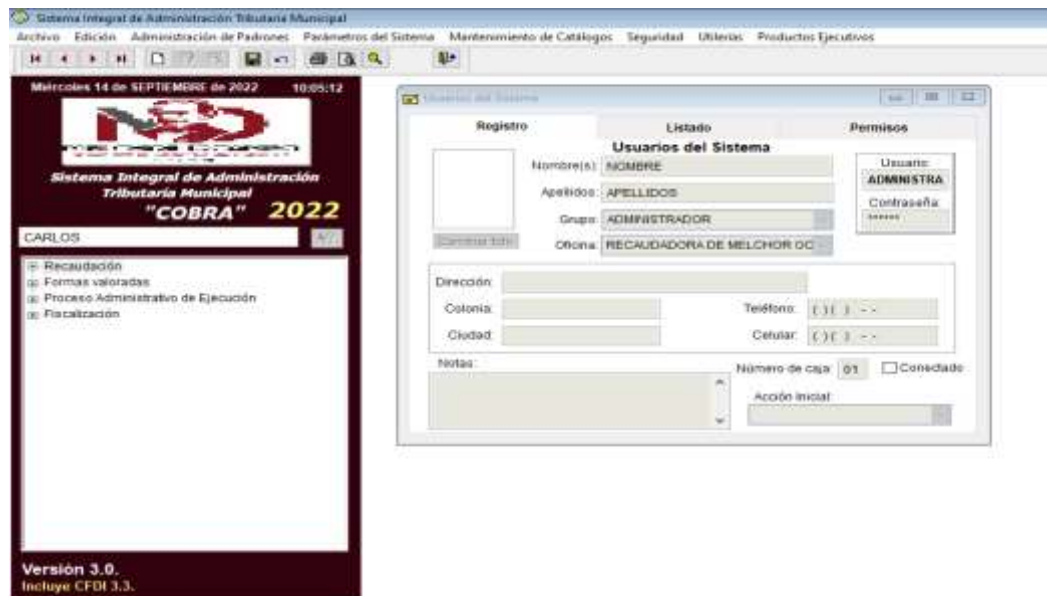 Sistema Integral de Administración Tributaria Municipal
Archivo Edición Administración de Padrones Parámetros del Sistema Mantenimiento de Catálogos Seguridad Utilerías Productos Ejecutivos
Miércoles 14 de SEPTIEMBRE de 2022 10:05:12
Sistema Integral de Administración
Tributaria Municipal
"COBRA" 2022
CARLOS
Recaudación
Formas valoradas
Proceso Administrativo de Ejecución
Fiscalización
Versión 3.0.
Incluye CFDI 3.3.
Usuarios del Sistema
Registro Listado Permisos
Usuarios del Sistema
Nombre(s): NOMBRE
Apellidos: APELLIDOS
Grupo: ADMINISTRADOR
Cambiar foto
Oficina: RECAUDADORA DE MELCHOR OC
Usuario:
ADMINISTRA
Contraseña:
******
Dirección:
Colonia: Teléfono: ( )( ) - -
Ciudad: Celular: ( )( ) - -
Notas:
Número de caja: 01 Conectado
Acción Inicial: